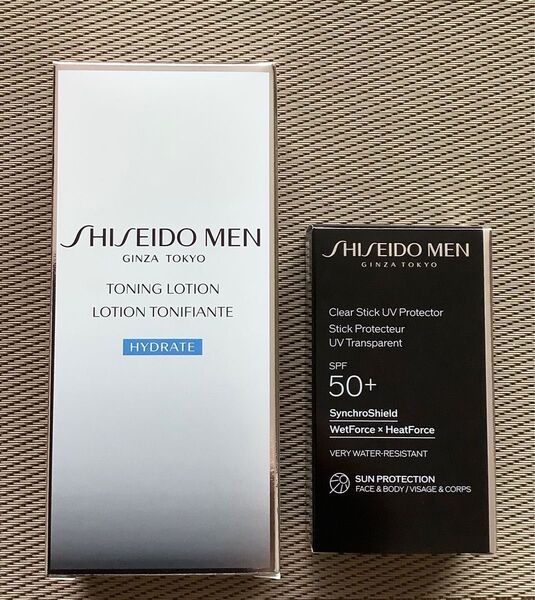 SHISEIDO MEN
GINZA TOKYO
TONING LOTION
LOTION TONIFIANTE
HYDRATE
SHISEIDO MEN
GINZA TOKYO
Clear Stick UV Protector
Stick Protecteur
UV Transparent
SPF
50+
SynchroShield
WetForce × HeatForce
VERY WATER-RESISTANT
SUN PROTECTION
FACE & BODY / VISAGE & CORPS